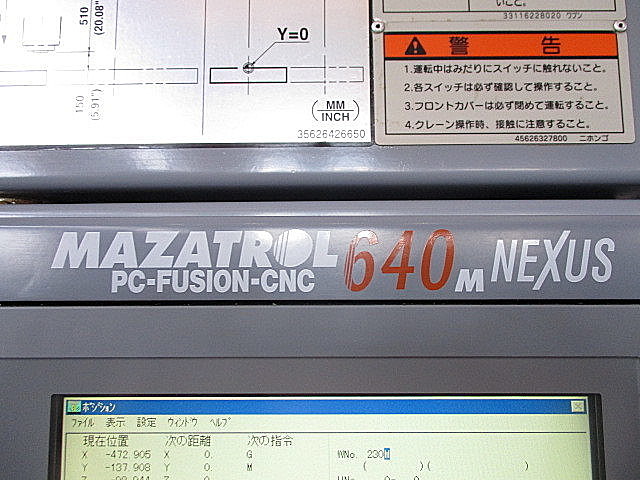 510
(20.08")
150
(5.91")
Y=0
MM
INCH
35626426650
いこと。
33116228020 ワブン
警告
1.運転中はみだりにスイッチに触れないこと。
2.各スイッチは必ず確認して操作すること。
3.フロントカバーは必ず閉めて運転すること。
4.クレーン操作時、接触に注意すること。
45626327800 ニホンゴ
MAZATROL 640M NEXUS
PC-FUSION-CNC
ポジション
ファイル 表示 設定 ウィンドウ ヘルプ
現在位置 次の距離 次の指令
X -472.905 X 0. G WNo. 230
Y -137.908 Y 0. M ( )( )